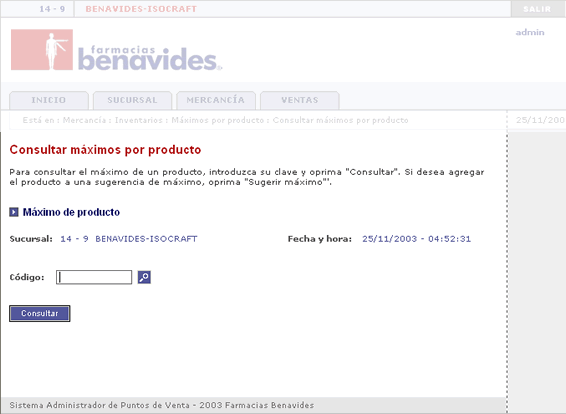 14 - 9 BENAVIDES-ISOCRAFT SALIR
admin
farmacias
benavides
INICIO SUCURSAL MERCANCÍA VENTAS
Está en : Mercancía : Inventarios : Máximos por producto : Consultar máximos por producto 25/11/200
Consultar máximos por producto
Para consultar el máximo de un producto, introduzca su clave y oprima "Consultar". Si desea agregar
el producto a una sugerencia de máximo, oprima "Sugerir máximo"'.
Máximo de producto
Sucursal: 14 - 9 BENAVIDES-ISOCRAFT Fecha y hora: 25/11/2003 - 04:52:31
Código:
Consultar
Sistema Administrador de Puntos de Venta - 2003 Farmacias Benavides